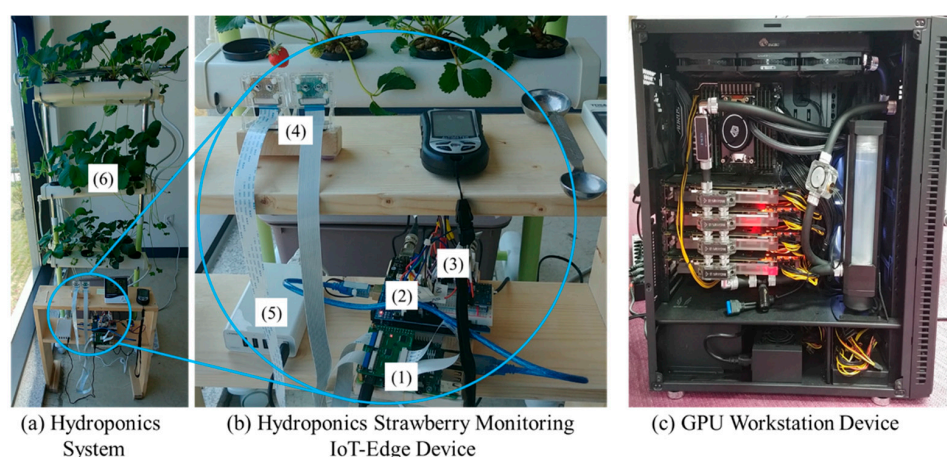 (6)
(4)
(3)
(2)
(5)
(1)
(a) Hydroponics
System
(b) Hydroponics Strawberry Monitoring
IoT-Edge Device
(c) GPU Workstation Device